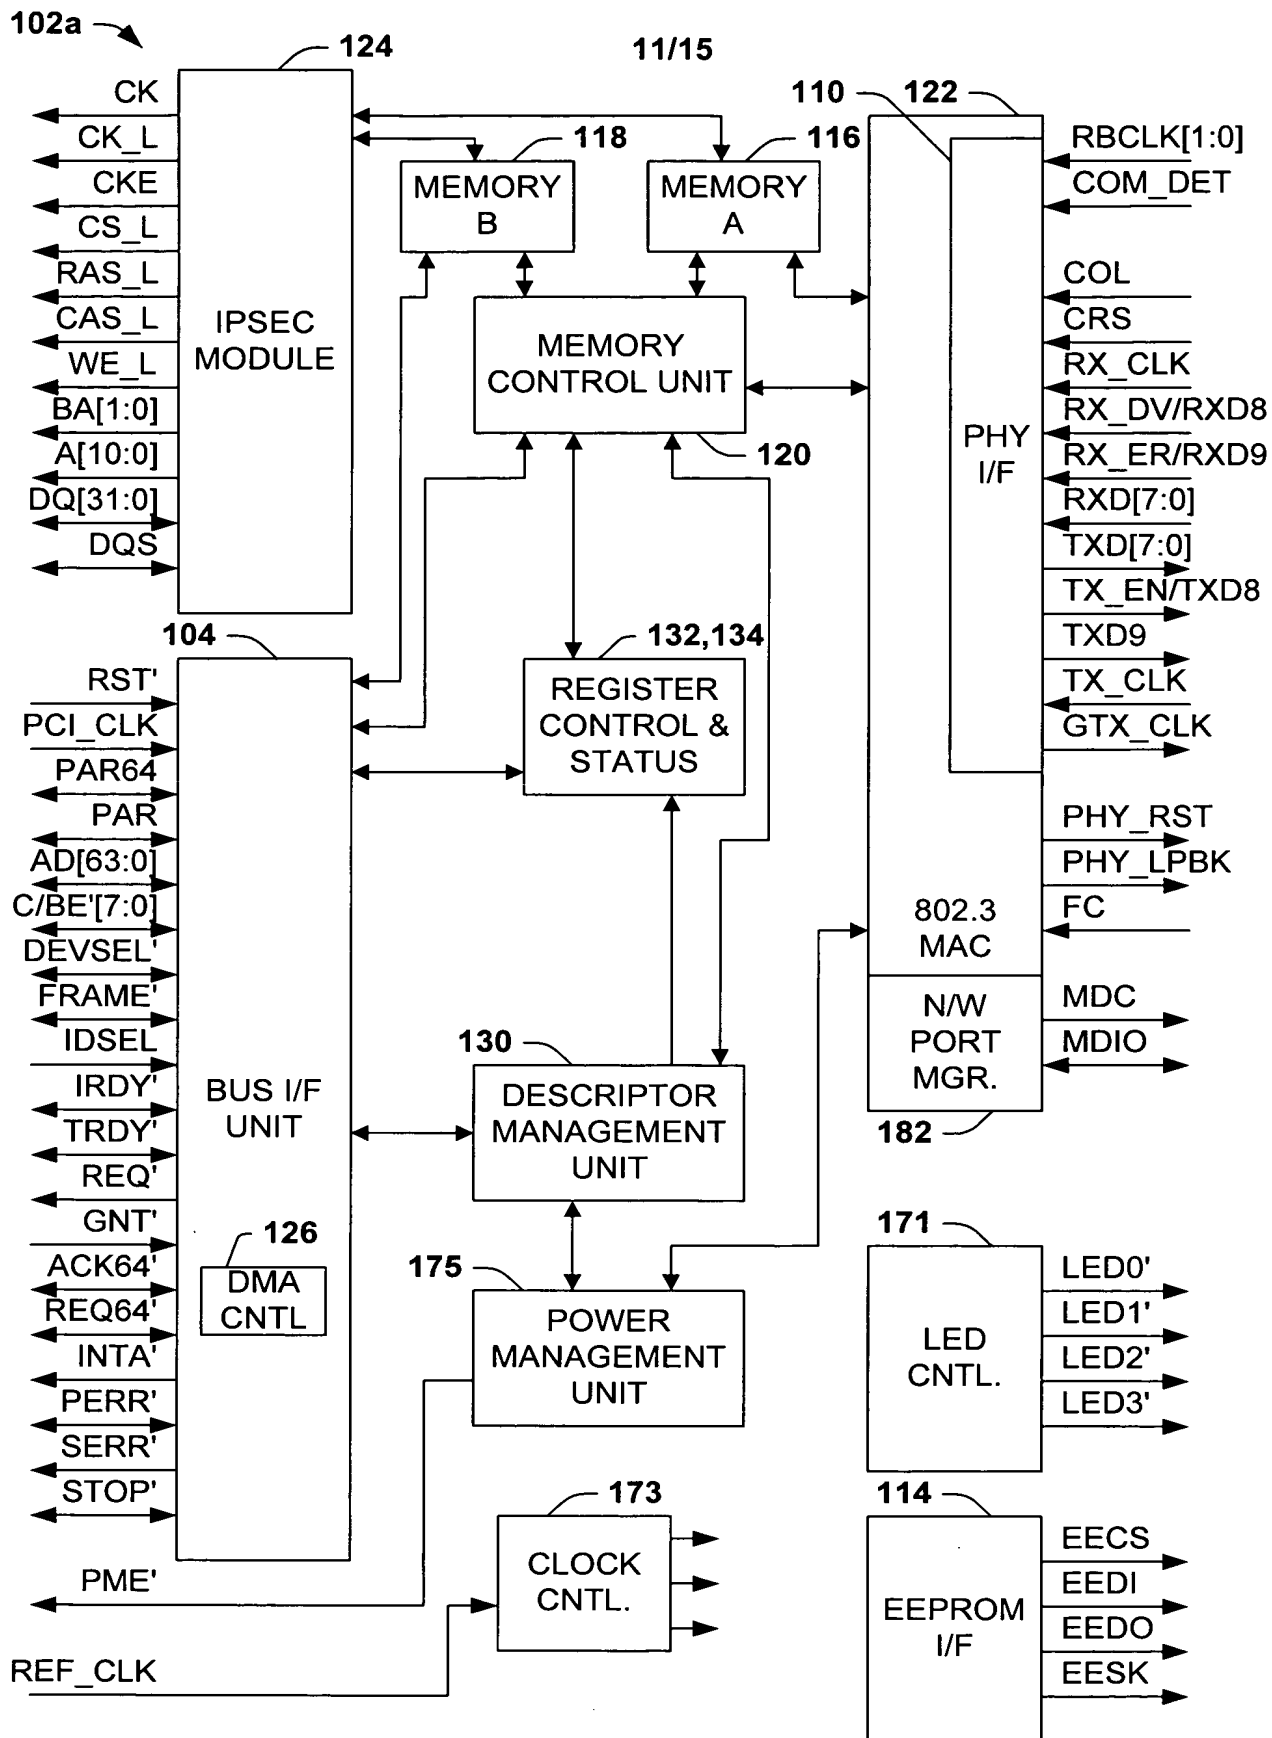 102a
124
11/15
CK
CK_L
CKE
CS_L
RAS_L
CAS_L
WE_L
BA[1:0]
A[10:0]
DQ[31:0]
DQS
IPSEC
MODULE
118
MEMORY
B
116
MEMORY
A
MEMORY
CONTROL UNIT
120
110
122
PHY
I/F
RBCLK[1:0]
COM_DET
COL
CRS
RX_CLK
RX_DV/RXD8
RX_ER/RXD9
RXD[7:0]
TXD[7:0]
TX_EN/TXD8
TXD9
TX_CLK
GTX_CLK
PHY_RST
PHY_LPBK
FC
802.3
MAC
N/W
PORT
MGR.
182
MDC
MDIO
104
RST'
PCI_CLK
PAR64
PAR
AD[63:0]
C/BE'[7:0]
DEVSEL'
FRAME'
IDSEL
IRDY'
TRDY'
REQ'
GNT'
ACK64'
REQ64'
INTA'
PERR'
SERR'
STOP'
PME'
REF_CLK
BUS I/F
UNIT
126
DMA
CNTL
132,134
REGISTER
CONTROL &
STATUS
130
DESCRIPTOR
MANAGEMENT
UNIT
175
POWER
MANAGEMENT
UNIT
173
CLOCK
CNTL.
171
LED
CNTL.
LED0'
LED1'
LED2'
LED3'
114
EEPROM
I/F
EECS
EEDI
EEDO
EESK